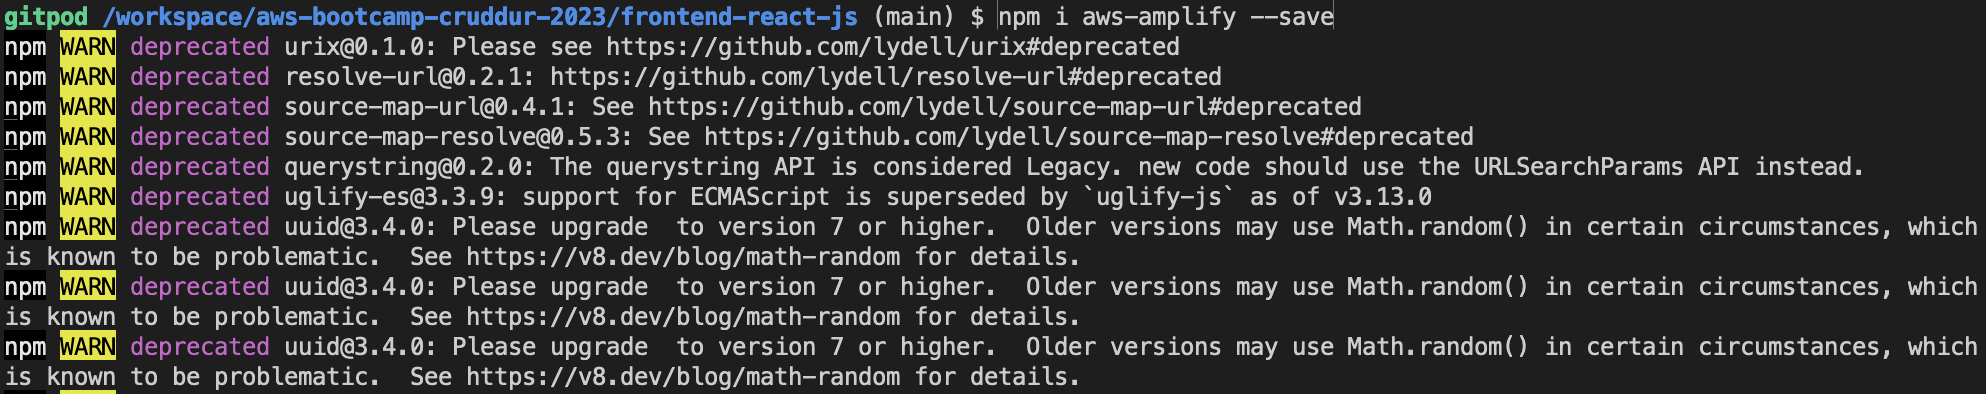 gitpod /workspace/aws-bootcamp-cruddur-2023/frontend-react-js (main) $ npm i aws-amplify --save
npm WARN deprecated urix@0.1.0: Please see https://github.com/lydell/urix#deprecated
npm WARN deprecated resolve-url@0.2.1: https://github.com/lydell/resolve-url#deprecated
npm WARN deprecated source-map-url@0.4.1: See https://github.com/lydell/source-map-url#deprecated
npm WARN deprecated source-map-resolve@0.5.3: See https://github.com/lydell/source-map-resolve#deprecated
npm WARN deprecated querystring@0.2.0: The querystring API is considered Legacy. new code should use the URLSearchParams API instead.
npm WARN deprecated uglify-es@3.3.9: support for ECMAScript is superseded by `uglify-js` as of v3.13.0
npm WARN deprecated uuid@3.4.0: Please upgrade  to version 7 or higher.  Older versions may use Math.random() in certain circumstances, which
is known to be problematic.  See https://v8.dev/blog/math-random for details.
npm WARN deprecated uuid@3.4.0: Please upgrade  to version 7 or higher.  Older versions may use Math.random() in certain circumstances, which
is known to be problematic.  See https://v8.dev/blog/math-random for details.
npm WARN deprecated uuid@3.4.0: Please upgrade  to version 7 or higher.  Older versions may use Math.random() in certain circumstances, which
is known to be problematic.  See https://v8.dev/blog/math-random for details.